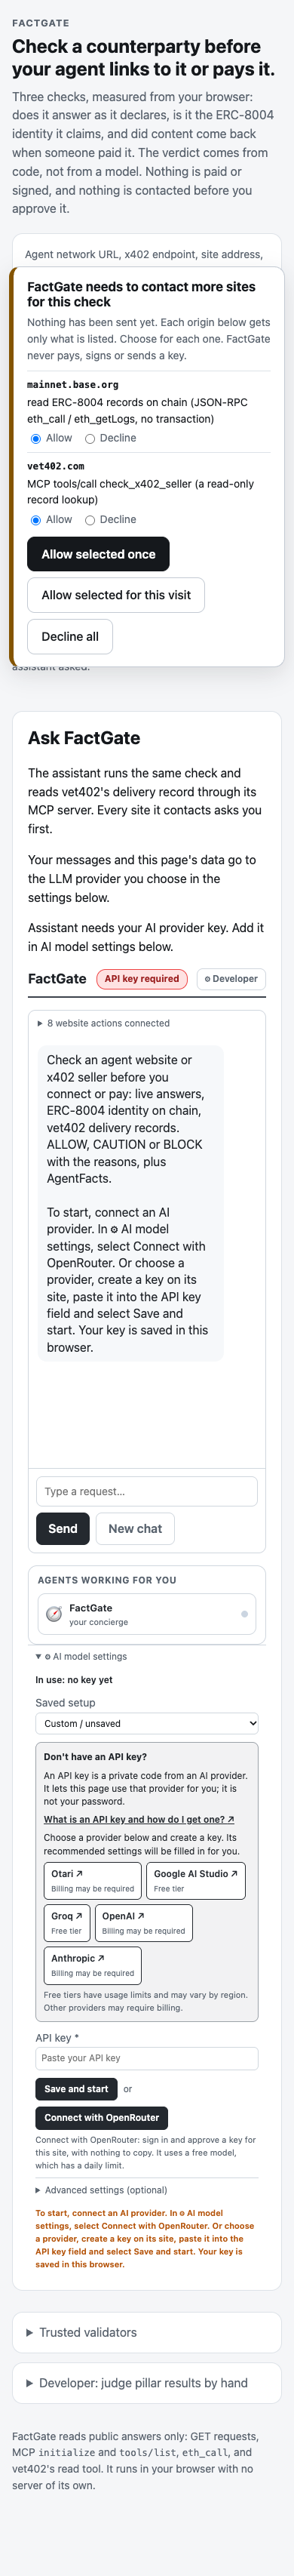 FACTGATE
Check a counterparty before
your agent links to it or pays it.
Three checks, measured from your browser:
does it answer as it declares, is it the ERC-8004
identity it claims, and did content come back
when someone paid it. The verdict comes from
code, not from a model. Nothing is paid or
signed, and nothing is contacted before you
approve it.
Agent network URL, x402 endpoint, site address,
FactGate needs to contact more sites
for this check
Nothing has been sent yet. Each origin below gets
only what is listed. Choose for each one. FactGate
never pays, signs or sends a key.
mainnet.base.org
read ERC-8004 records on chain (JSON-RPC
eth_call / eth_getLogs, no transaction)
Allow Decline
vet402.com
MCP tools/call check_x402_seller (a read-only
record lookup)
Allow Decline
Allow selected once
Allow selected for this visit
Decline all
assistant asked.
Ask FactGate
The assistant runs the same check and
reads vet402's delivery record through its
MCP server. Every site it contacts asks you
first.
Your messages and this page's data go to
the LLM provider you choose in the
settings below.
Assistant needs your AI provider key. Add it
in AI model settings below.
FactGate API key required ⚙ Developer
▶ 8 website actions connected
Check an agent website or
x402 seller before you
connect or pay: live answers,
ERC-8004 identity on chain,
vet402 delivery records.
ALLOW, CAUTION or BLOCK
with the reasons, plus
AgentFacts.
To start, connect an AI
provider. In ⚙ AI model
settings, select Connect with
OpenRouter. Or choose a
provider, create a key on its
site, paste it into the API key
field and select Save and
start. Your key is saved in this
browser.
Type a request...
Send New chat
AGENTS WORKING FOR YOU
FactGate
your concierge
▼ ⚙ AI model settings
In use: no key yet
Saved setup
Custom / unsaved
Don't have an API key?
An API key is a private code from an AI provider.
It lets this page use that provider for you; it is
not your password.
What is an API key and how do I get one? ↗
Choose a provider below and create a key. Its
recommended settings will be filled in for you.
Otari ↗ Google AI Studio ↗
Billing may be required Free tier
Groq ↗ OpenAI ↗
Free tier Billing may be required
Anthropic ↗
Billing may be required
Free tiers have usage limits and may vary by region.
Other providers may require billing.
API key *
Paste your API key
Save and start or
Connect with OpenRouter
Connect with OpenRouter: sign in and approve a key for
this site, with nothing to copy. It uses a free model,
which has a daily limit.
▶ Advanced settings (optional)
To start, connect an AI provider. In ⚙ AI model
settings, select Connect with OpenRouter. Or choose
a provider, create a key on its site, paste it into the
API key field and select Save and start. Your key is
saved in this browser.
▶ Trusted validators
▶ Developer: judge pillar results by hand
FactGate reads public answers only: GET requests,
MCP initialize and tools/list, eth_call, and
vet402's read tool. It runs in your browser with no
server of its own.